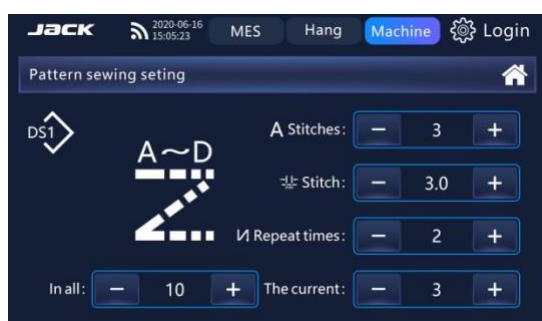 JACK 2020-06-16 15:05:23 MES Hang Machine Login
Pattern sewing seting
DS1
A~D
A Stitches: − 3 +
Stitch: − 3.0 +
Repeat times: − 2 +
In all: − 10 + The current: − 3 +